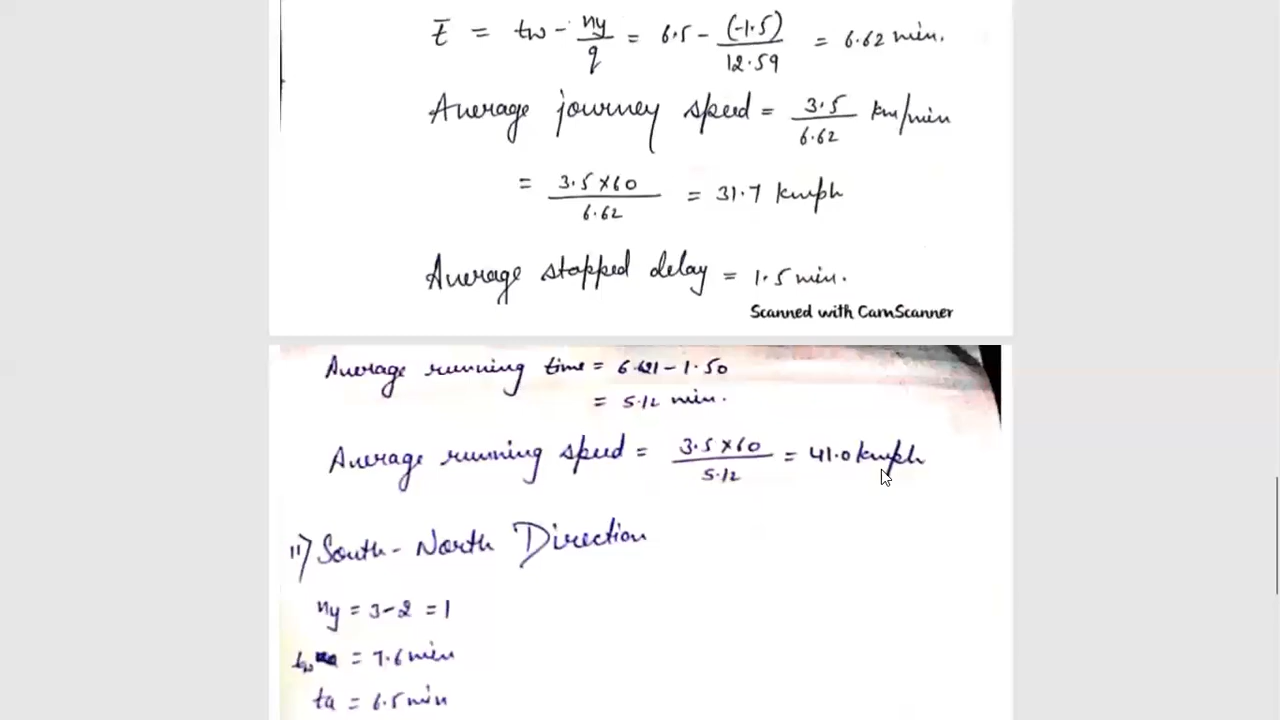 t̄ = tw - ny/q = 6.5 - (-1.5)/12.59 = 6.62 min.
Average journey speed = 3.5/6.62 km/min
= 3.5×60/6.62 = 31.7 kmph
Average stopped delay = 1.5 min.
Scanned with CamScanner
Average running time = 6.621 - 1.50
= 5.12 min.
Average running speed = 3.5×60/5.12 = 41.0 kmph
11) South - North Direction
ny = 3 - 2 = 1
tw = 7.6 min
ta = 6.5 min